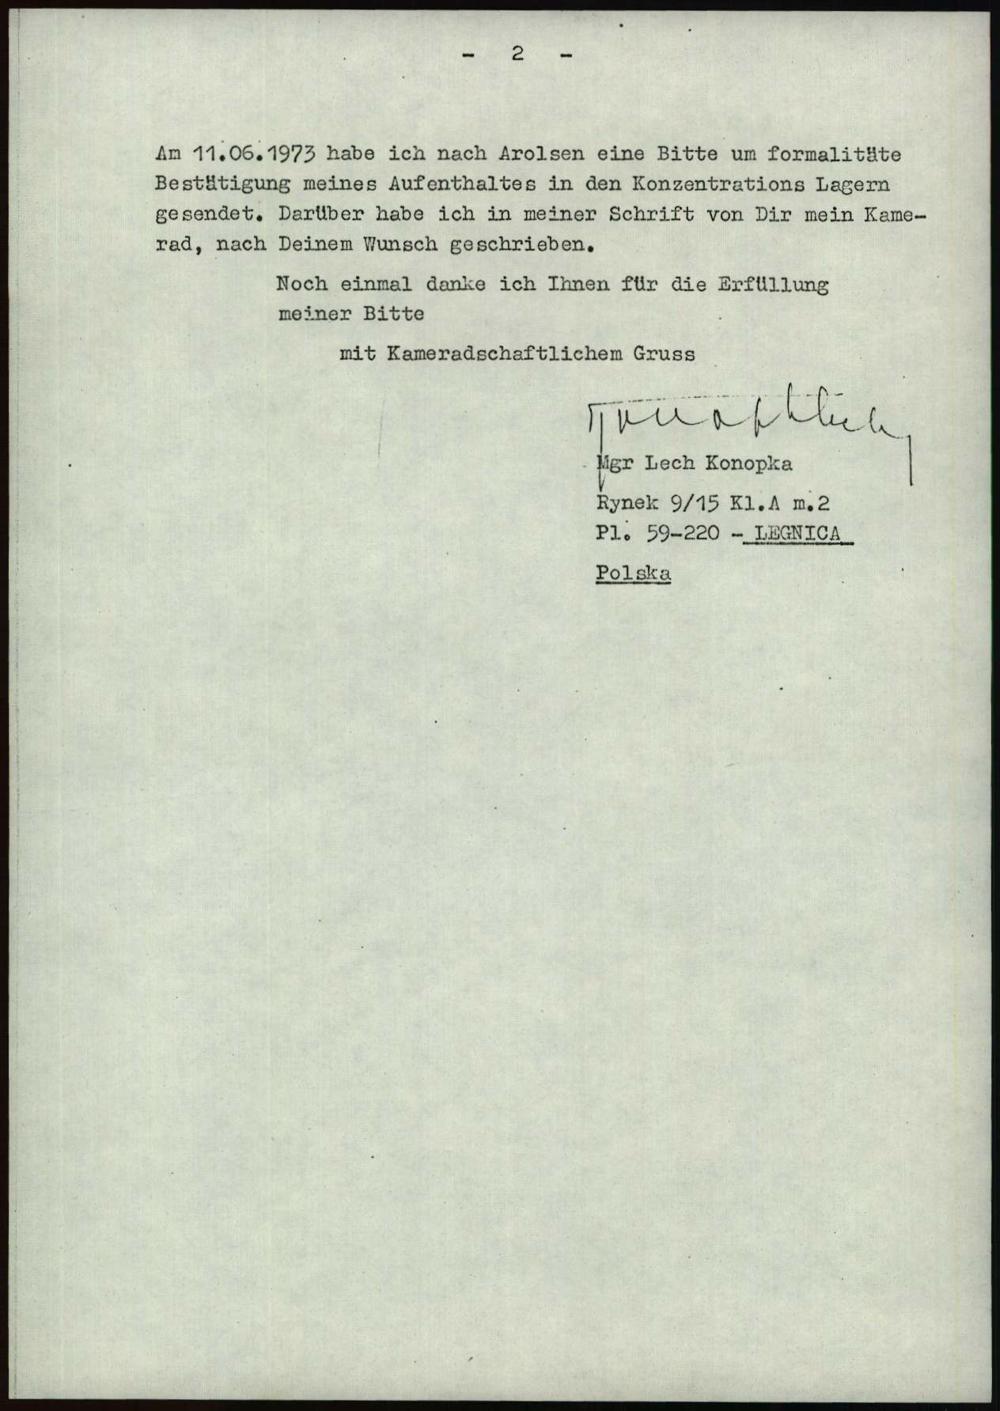 - 2 -
Am 11.06.1973 habe ich nach Arolsen eine Bitte um formalitäte
Bestätigung meines Aufenthaltes in den Konzentrations Lagern
gesendet. Darüber habe ich in meiner Schrift von Dir mein Kame-
rad, nach Deinem Wunsch geschrieben.
Noch einmal danke ich Ihnen für die Erfüllung
meiner Bitte
mit Kameradschaftlichem Gruss
Mgr Lech Konopka
Rynek 9/15 Kl.A m.2
Pl. 59-220 - LEGNICA
Polska